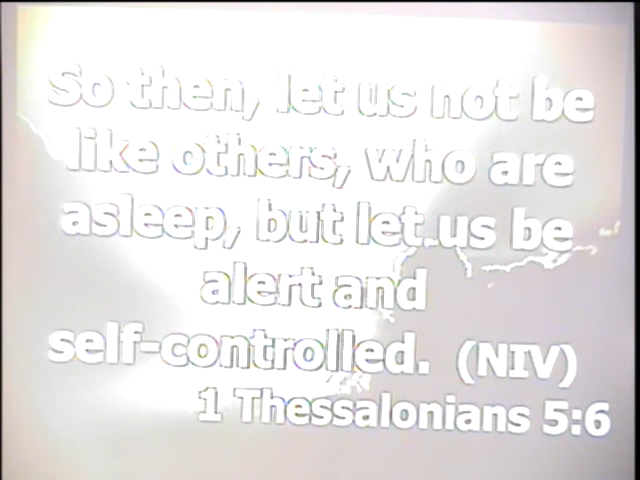 So then, let us not be
like others, who are
asleep, but let us be
alert and
self-controlled. (NIV)
1 Thessalonians 5:6